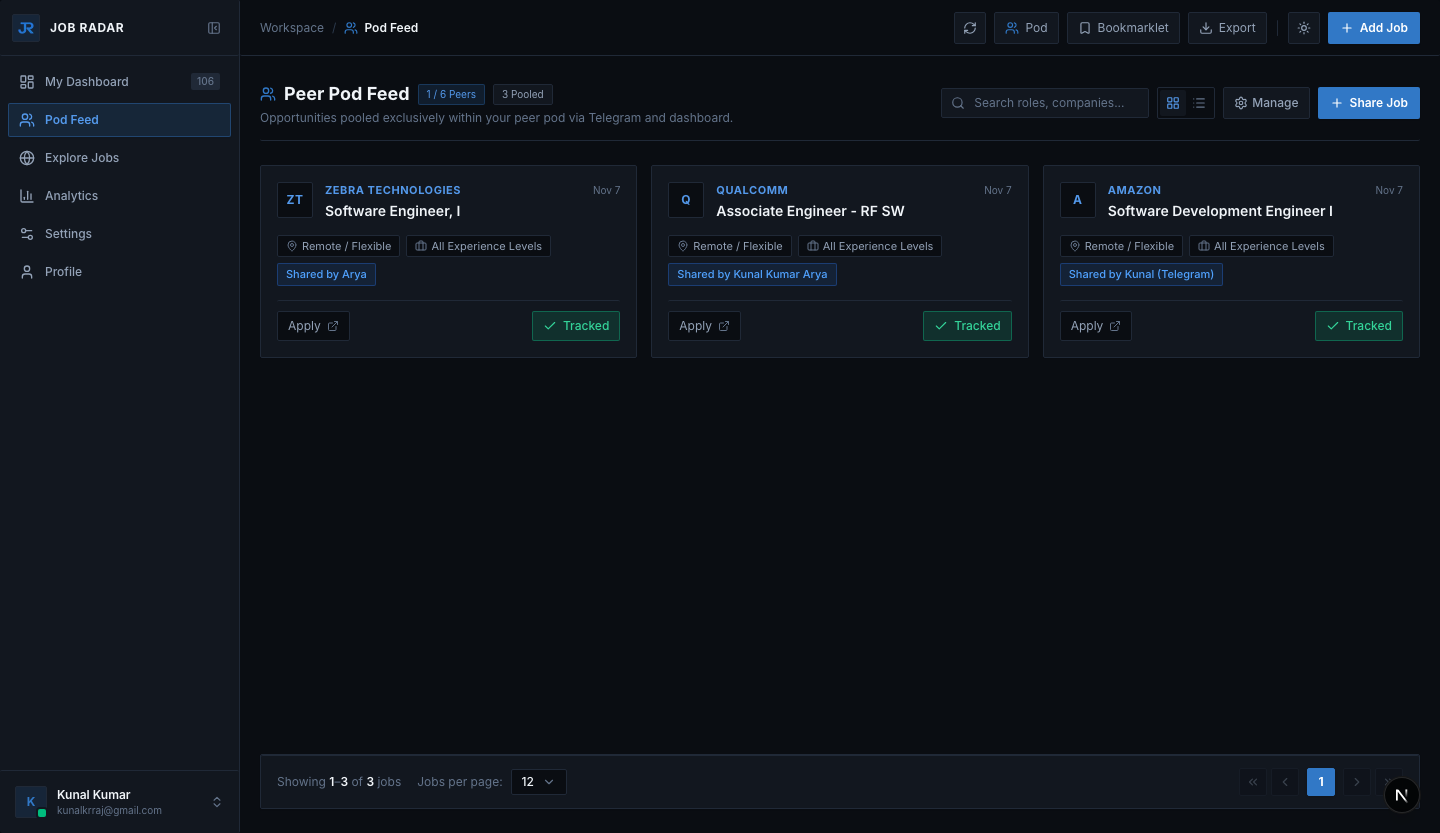 JR JOB RADAR
Workspace / Pod Feed
Pod
Bookmarklet
Export
Add Job
My Dashboard 106
Pod Feed
Explore Jobs
Analytics
Settings
Profile
Peer Pod Feed 1 / 6 Peers 3 Pooled
Opportunities pooled exclusively within your peer pod via Telegram and dashboard.
Search roles, companies...
Manage
Share Job
ZT ZEBRA TECHNOLOGIES Nov 7
Software Engineer, I
Remote / Flexible All Experience Levels
Shared by Arya
Apply Tracked
Q QUALCOMM Nov 7
Associate Engineer - RF SW
Remote / Flexible All Experience Levels
Shared by Kunal Kumar Arya
Apply Tracked
A AMAZON Nov 7
Software Development Engineer I
Remote / Flexible All Experience Levels
Shared by Kunal (Telegram)
Apply Tracked
Showing 1–3 of 3 jobs Jobs per page: 12
1
N
K Kunal Kumar
kunalkrraj@gmail.com